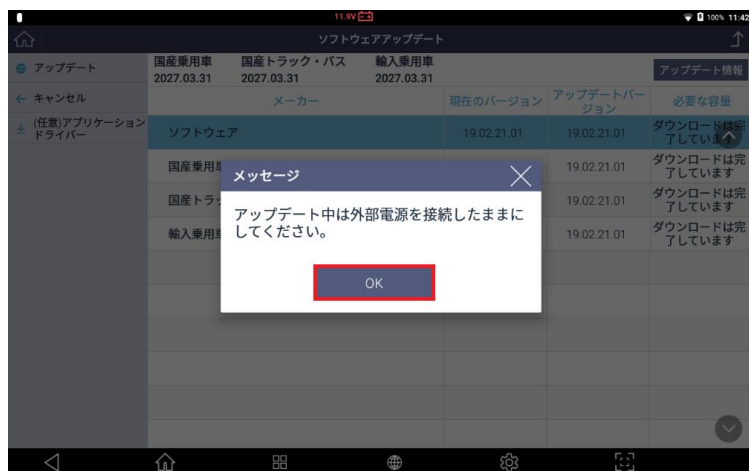 11.9V
100% 11:42
ソフトウェアアップデート
アップデート
キャンセル
(任意)アプリケーション
ドライバー
国産乗用車 国産トラック・バス 輸入乗用車
2027.03.31 2027.03.31 2027.03.31
アップデート情報
メーカー 現在のバージョン アップデートバー
ジョン 必要な容量
ソフトウェア 19.02.21.01 19.02.21.01 ダウンロードは完
了しています
国産乗用車 19.02.21.01 ダウンロードは完
了しています
国産トラッ 19.02.21.01 ダウンロードは完
了しています
輸入乗用車 19.02.21.01 ダウンロードは完
了しています
メッセージ
アップデート中は外部電源を接続したままに
してください。
OK